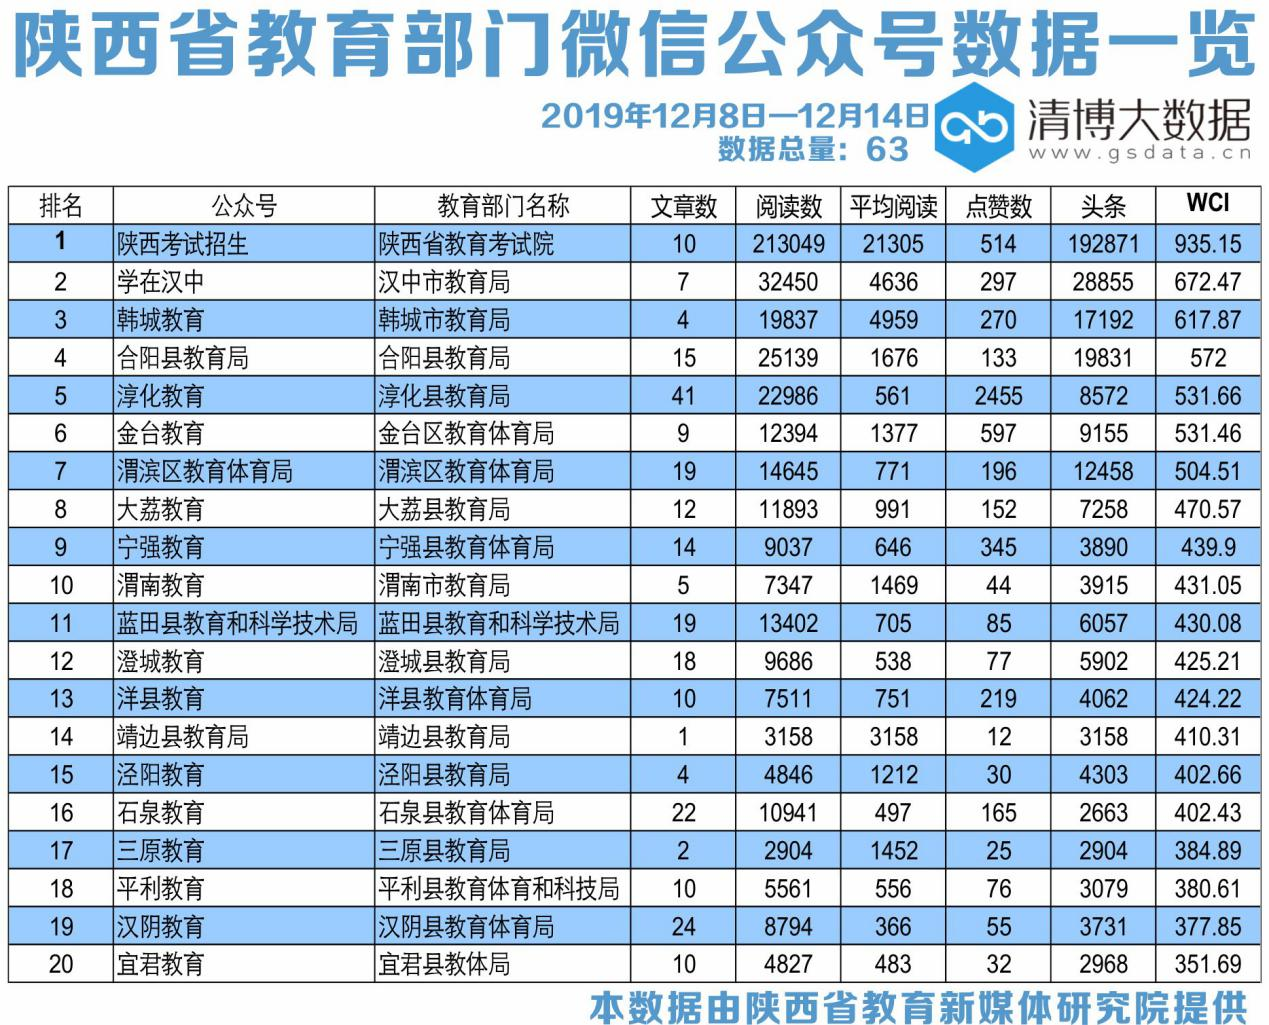 陕西省教育部门微信公众号数据一览
2019年12月8日—12月14日
数据总量：63
清博大数据
www.gsdata.cn
排名 公众号 教育部门名称 文章数 阅读数 平均阅读 点赞数 头条 WCI
1 陕西考试招生 陕西省教育考试院 10 213049 21305 514 192871 935.15
2 学在汉中 汉中市教育局 7 32450 4636 297 28855 672.47
3 韩城教育 韩城市教育局 4 19837 4959 270 17192 617.87
4 合阳县教育局 合阳县教育局 15 25139 1676 133 19831 572
5 淳化教育 淳化县教育局 41 22986 561 2455 8572 531.66
6 金台教育 金台区教育体育局 9 12394 1377 597 9155 531.46
7 渭滨区教育体育局 渭滨区教育体育局 19 14645 771 196 12458 504.51
8 大荔教育 大荔县教育局 12 11893 991 152 7258 470.57
9 宁强教育 宁强县教育体育局 14 9037 646 345 3890 439.9
10 渭南教育 渭南市教育局 5 7347 1469 44 3915 431.05
11 蓝田县教育和科学技术局 蓝田县教育和科学技术局 19 13402 705 85 6057 430.08
12 澄城教育 澄城县教育局 18 9686 538 77 5902 425.21
13 洋县教育 洋县教育体育局 10 7511 751 219 4062 424.22
14 靖边县教育局 靖边县教育局 1 3158 3158 12 3158 410.31
15 泾阳教育 泾阳县教育局 4 4846 1212 30 4303 402.66
16 石泉教育 石泉县教育体育局 22 10941 497 165 2663 402.43
17 三原教育 三原县教育局 2 2904 1452 25 2904 384.89
18 平利教育 平利县教育体育和科技局 10 5561 556 76 3079 380.61
19 汉阴教育 汉阴县教育体育局 24 8794 366 55 3731 377.85
20 宜君教育 宜君县教体局 10 4827 483 32 2968 351.69
本数据由陕西省教育新媒体研究院提供